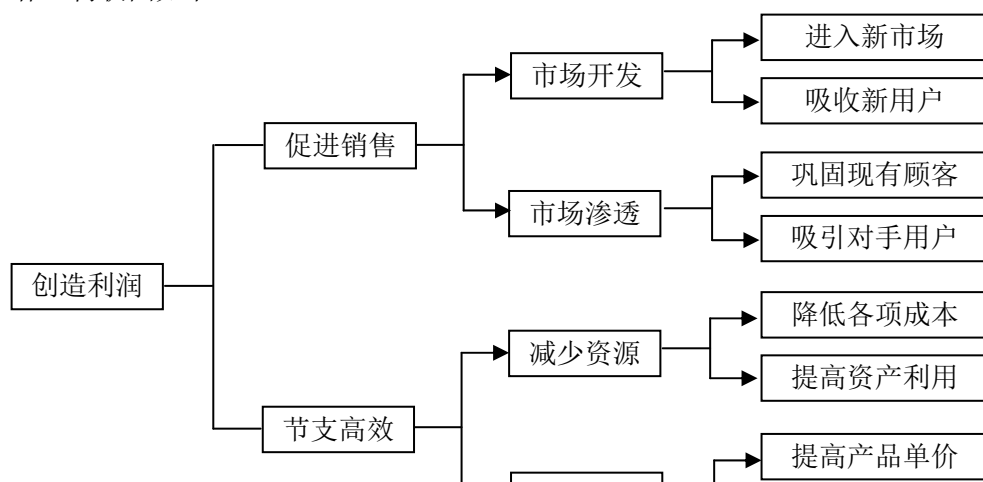 进入新市场
市场开发
吸收新用户
促进销售
巩固现有顾客
市场渗透
吸引对手用户
创造利润
降低各项成本
减少资源
提高资产利用
节支高效
提高产品单价